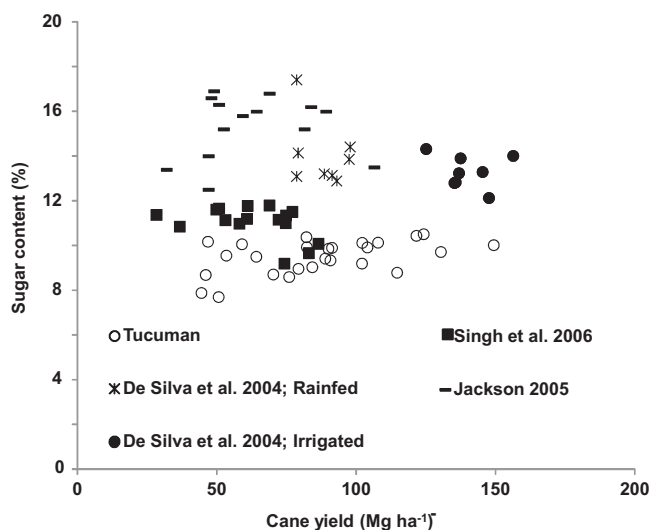 20
16
12
8
4
0
Sugar content (%)
Tucuman
Singh et al. 2006
De Silva et al. 2004; Rainfed
Jackson 2005
De Silva et al. 2004; Irrigated
0 50 100 150 200
Cane yield (Mg ha⁻¹)